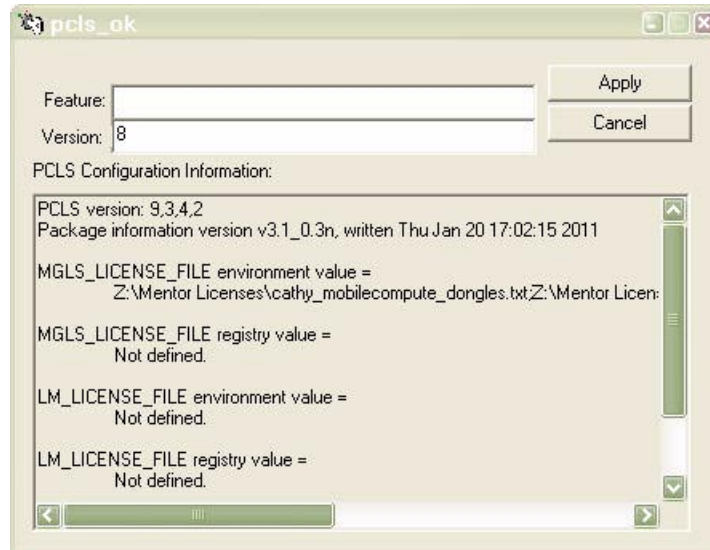 pcls_ok
Feature:
Apply
Version: 8
Cancel
PCLS Configuration Information:
PCLS version: 9,3,4,2
Package information version v3.1_0.3n, written Thu Jan 20 17:02:15 2011
MGLS_LICENSE_FILE environment value =
Z:\Mentor Licenses\cathy_mobilecompute_dongles.txt;Z:\Mentor Licen
MGLS_LICENSE_FILE registry value =
Not defined.
LM_LICENSE_FILE environment value =
Not defined.
LM_LICENSE_FILE registry value =
Not defined.